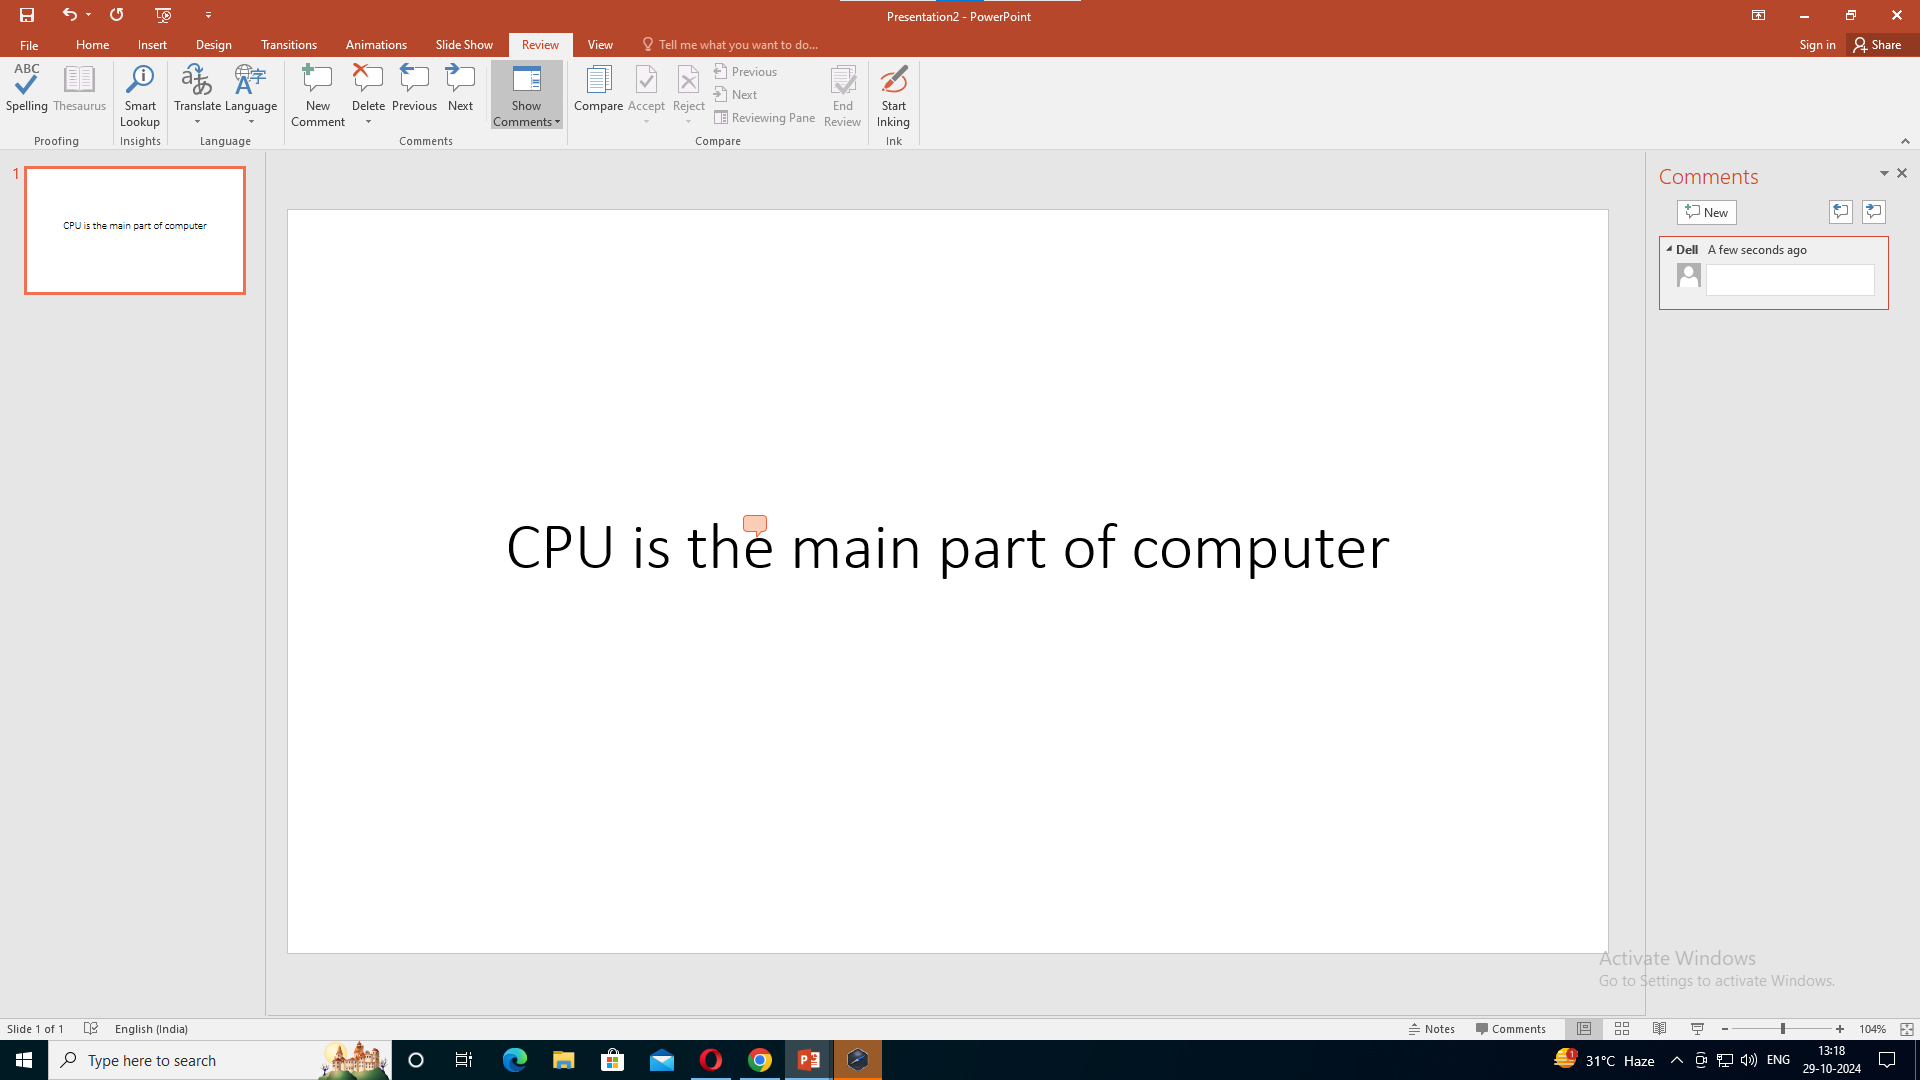 Presentation2 - PowerPoint
File Home Insert Design Transitions Animations Slide Show Review View Tell me what you want to do... Sign in Share
ABC
Spelling Thesaurus
Proofing
Smart Lookup
Insights
Translate Language
Language
New Comment Delete Previous Next Show Comments
Comments
Compare Accept Reject
Previous
Next
Reviewing Pane
End Review
Compare
Start Inking
Ink
1
CPU is the main part of computer
CPU is the main part of computer
Comments
New
Dell A few seconds ago
Activate Windows
Go to Settings to activate Windows.
Slide 1 of 1 English (India) Notes Comments 104%
Type here to search
1
31°C Haze ENG
13:18
29-10-2024